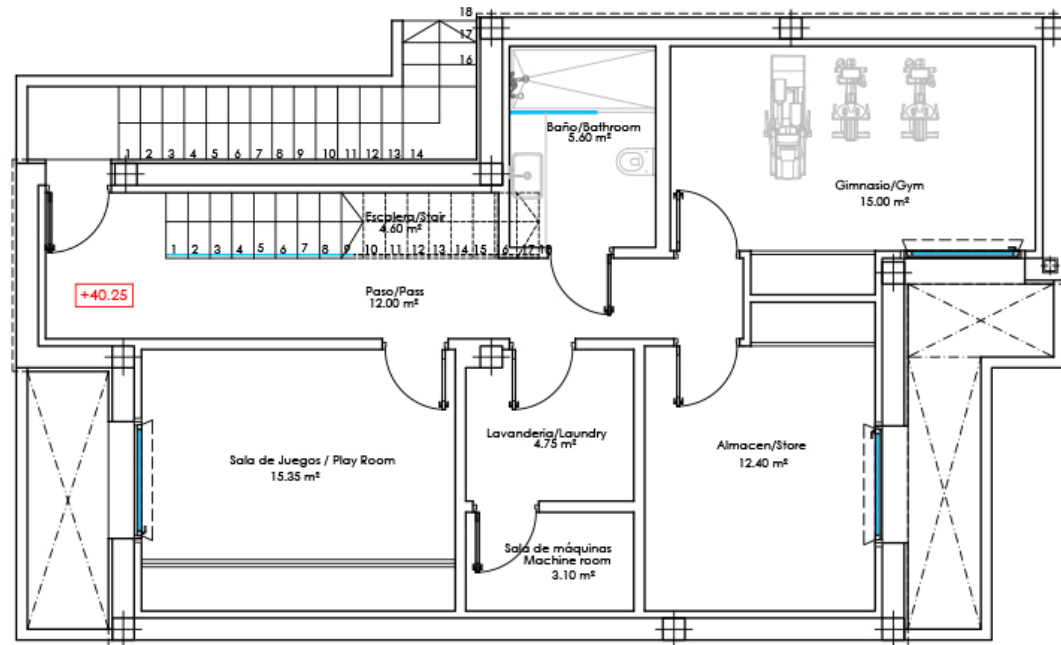 18
17
16
1 2 3 4 5 6 7 8 9 10 11 12 13 14
Baño/Bathroom
5.60 m²
Gimnasio/Gym
15.00 m²
Escalera/Stair
4.60 m²
1 2 3 4 5 6 7 8 9 10 11 12 13 14 15 16 17 18
+40.25
Paso/Pass
12.00 m²
Sala de Juegos / Play Room
15.35 m²
Lavanderia/Laundry
4.75 m²
Almacen/Store
12.40 m²
Sala de máquinas
Machine room
3.10 m²